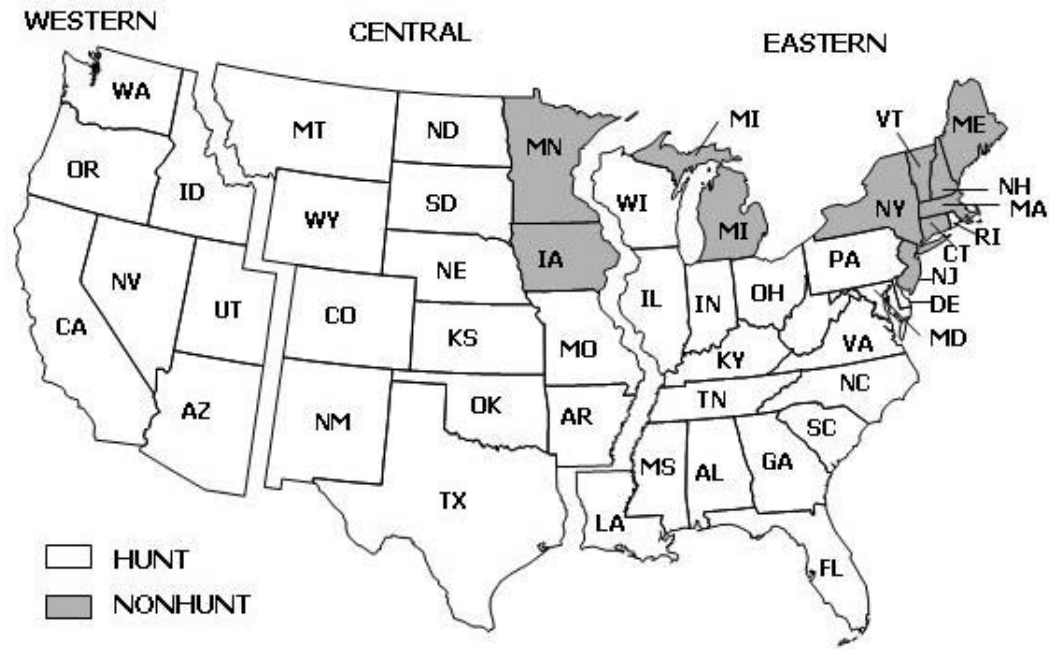 WESTERN
CENTRAL
EASTERN
WA
MT
ND
MN
MI
VT
ME
OR
ID
WY
SD
WI
MI
NY
NH
MA
RI
CT
NV
UT
CO
NE
IA
IL
IN
OH
PA
NJ
DE
MD
CA
KS
MO
KY
VA
AZ
NM
OK
AR
TN
NC
SC
TX
LA
MS
AL
GA
FL
HUNT
NONHUNT